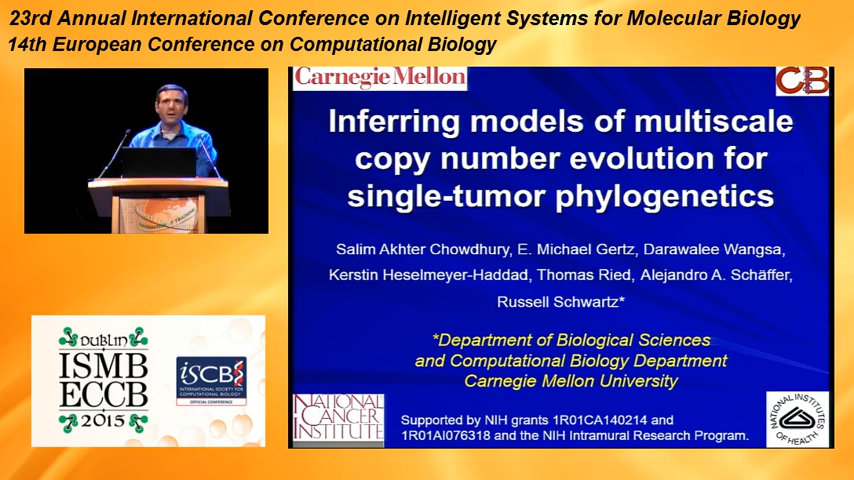 23rd Annual International Conference on Intelligent Systems for Molecular Biology
14th European Conference on Computational Biology
Carnegie Mellon
CB
Inferring models of multiscale
copy number evolution for
single-tumor phylogenetics
Salim Akhter Chowdhury, E. Michael Gertz, Darawalee Wangsa,
Kerstin Heselmeyer-Haddad, Thomas Ried, Alejandro A. Schäffer,
Russell Schwartz*
*Department of Biological Sciences
and Computational Biology Department
Carnegie Mellon University
NATIONAL
CANCER
INSTITUTE
Supported by NIH grants 1R01CA140214 and
1R01AI076318 and the NIH Intramural Research Program.
NATIONAL INSTITUTES
OF HEALTH
DUBLIN
ISMB
ECCB
2015
ISCB
INTERNATIONAL SOCIETY FOR
COMPUTATIONAL BIOLOGY
OFFICIAL CONFERENCE